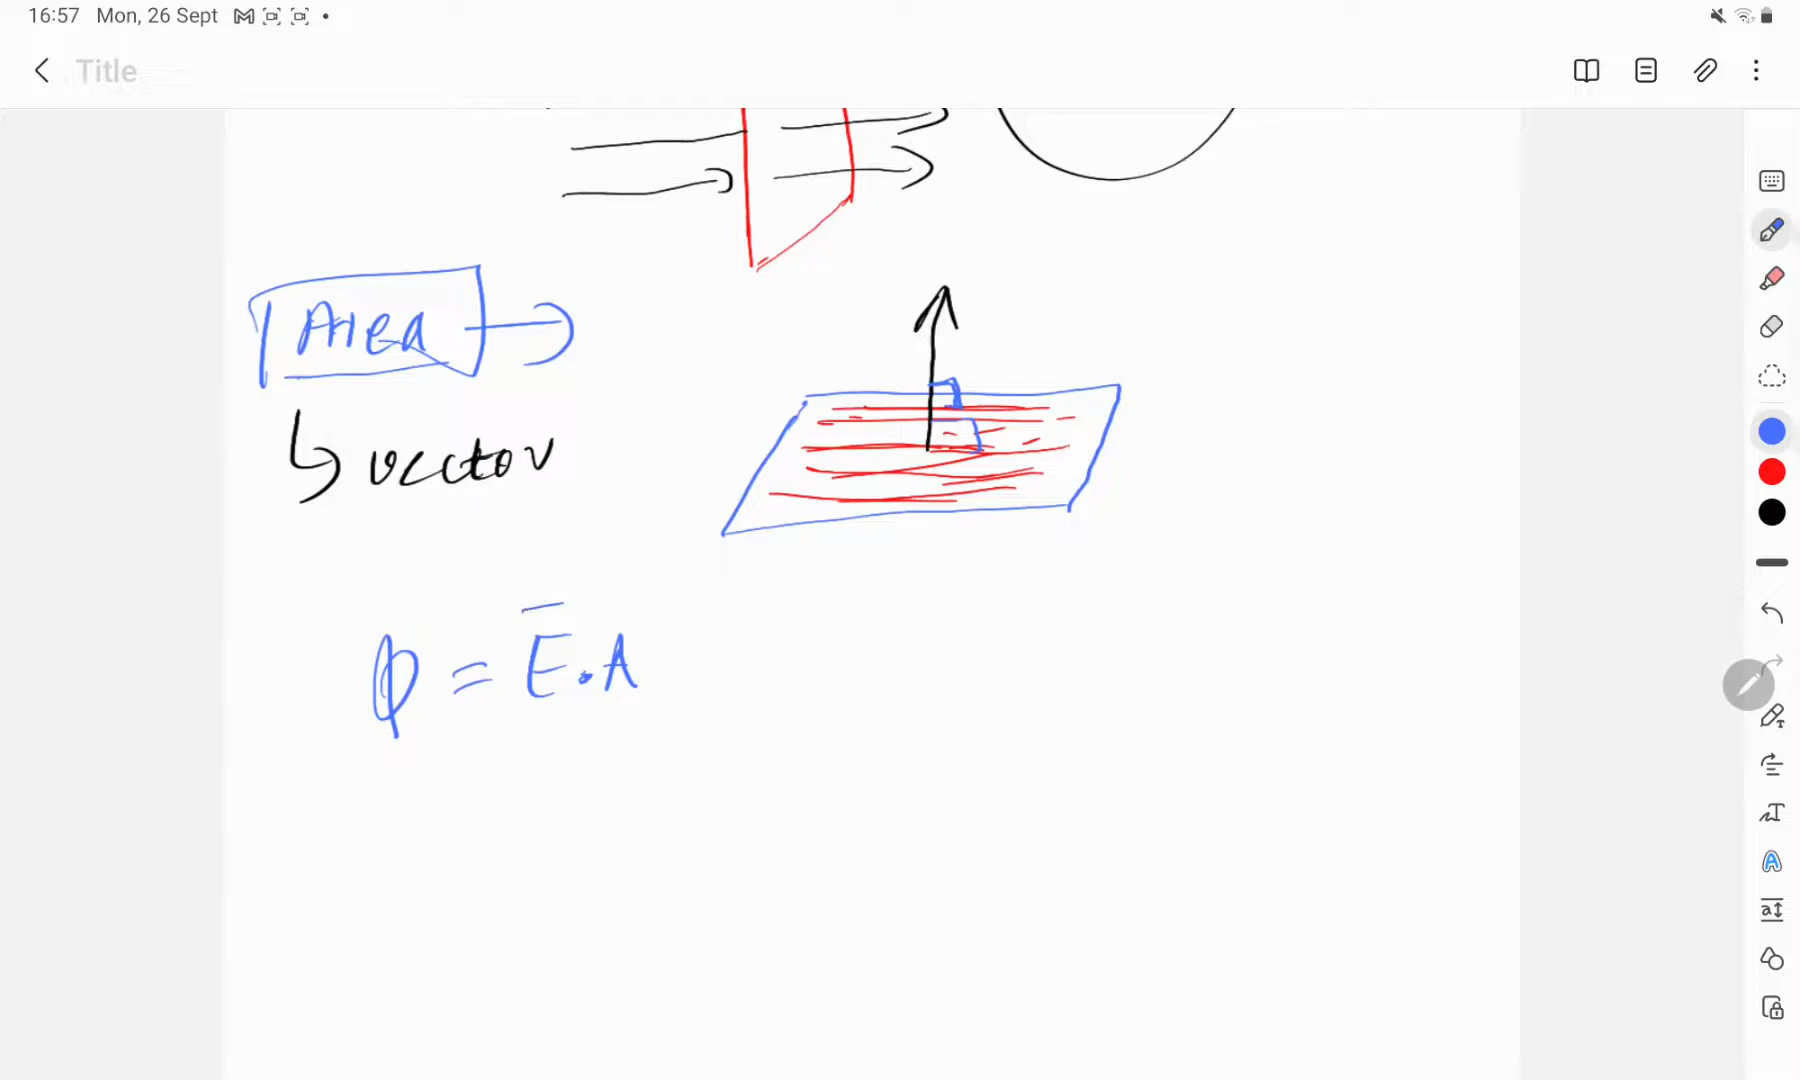 16:57 Mon, 26 Sept
Title
Area
vector
ϕ = E̅.A